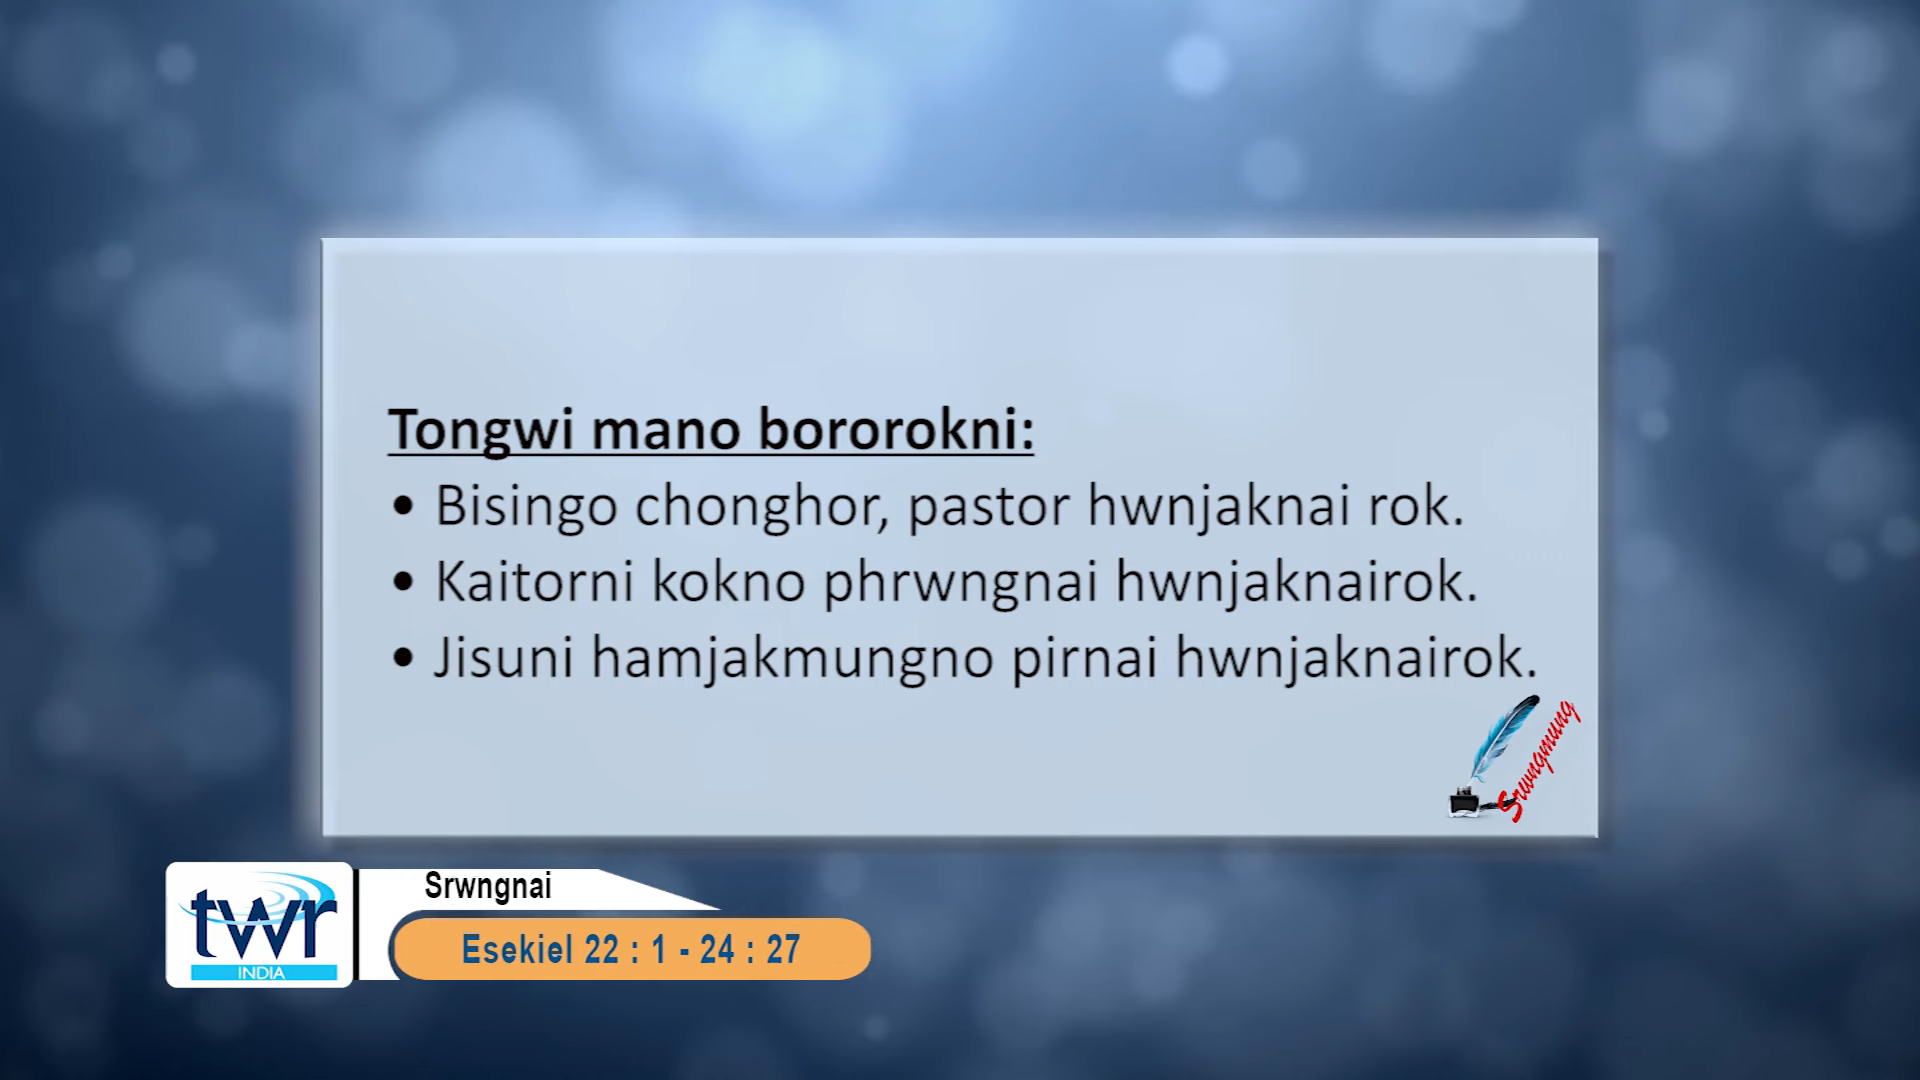 Tongwi mano bororokni:
• Bisingo chonghor, pastor hwnjaknai rok.
• Kaitorni kokno phrwngnai hwnjaknairok.
• Jisuni hamjakmungno pirnai hwnjaknairok.
Srwngmung
twr
INDIA
Srwngnai
Esekiel 22 : 1 - 24 : 27